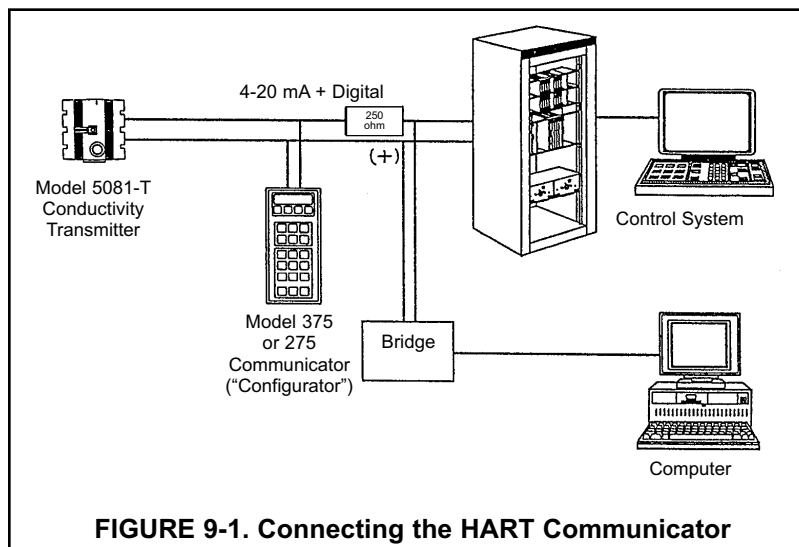 4-20 mA + Digital
250
ohm
(+)
Model 5081-T
Conductivity
Transmitter
Control System
Model 375
or 275
Communicator
(“Configurator”)
Bridge
Computer
FIGURE 9-1. Connecting the HART Communicator